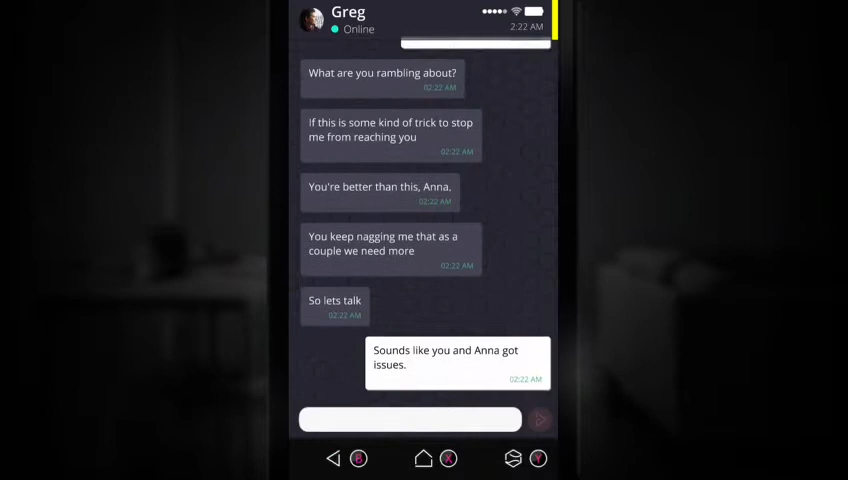 Greg
Online
2:22 AM
What are you rambling about?
02:22 AM
If this is some kind of trick to stop
me from reaching you
02:22 AM
You're better than this, Anna,
02:22 AM
You keep nagging me that as a
couple we need more
02:22 AM
So lets talk
02:22 AM
Sounds like you and Anna got
issues.
02:22 AM
B
X
Y